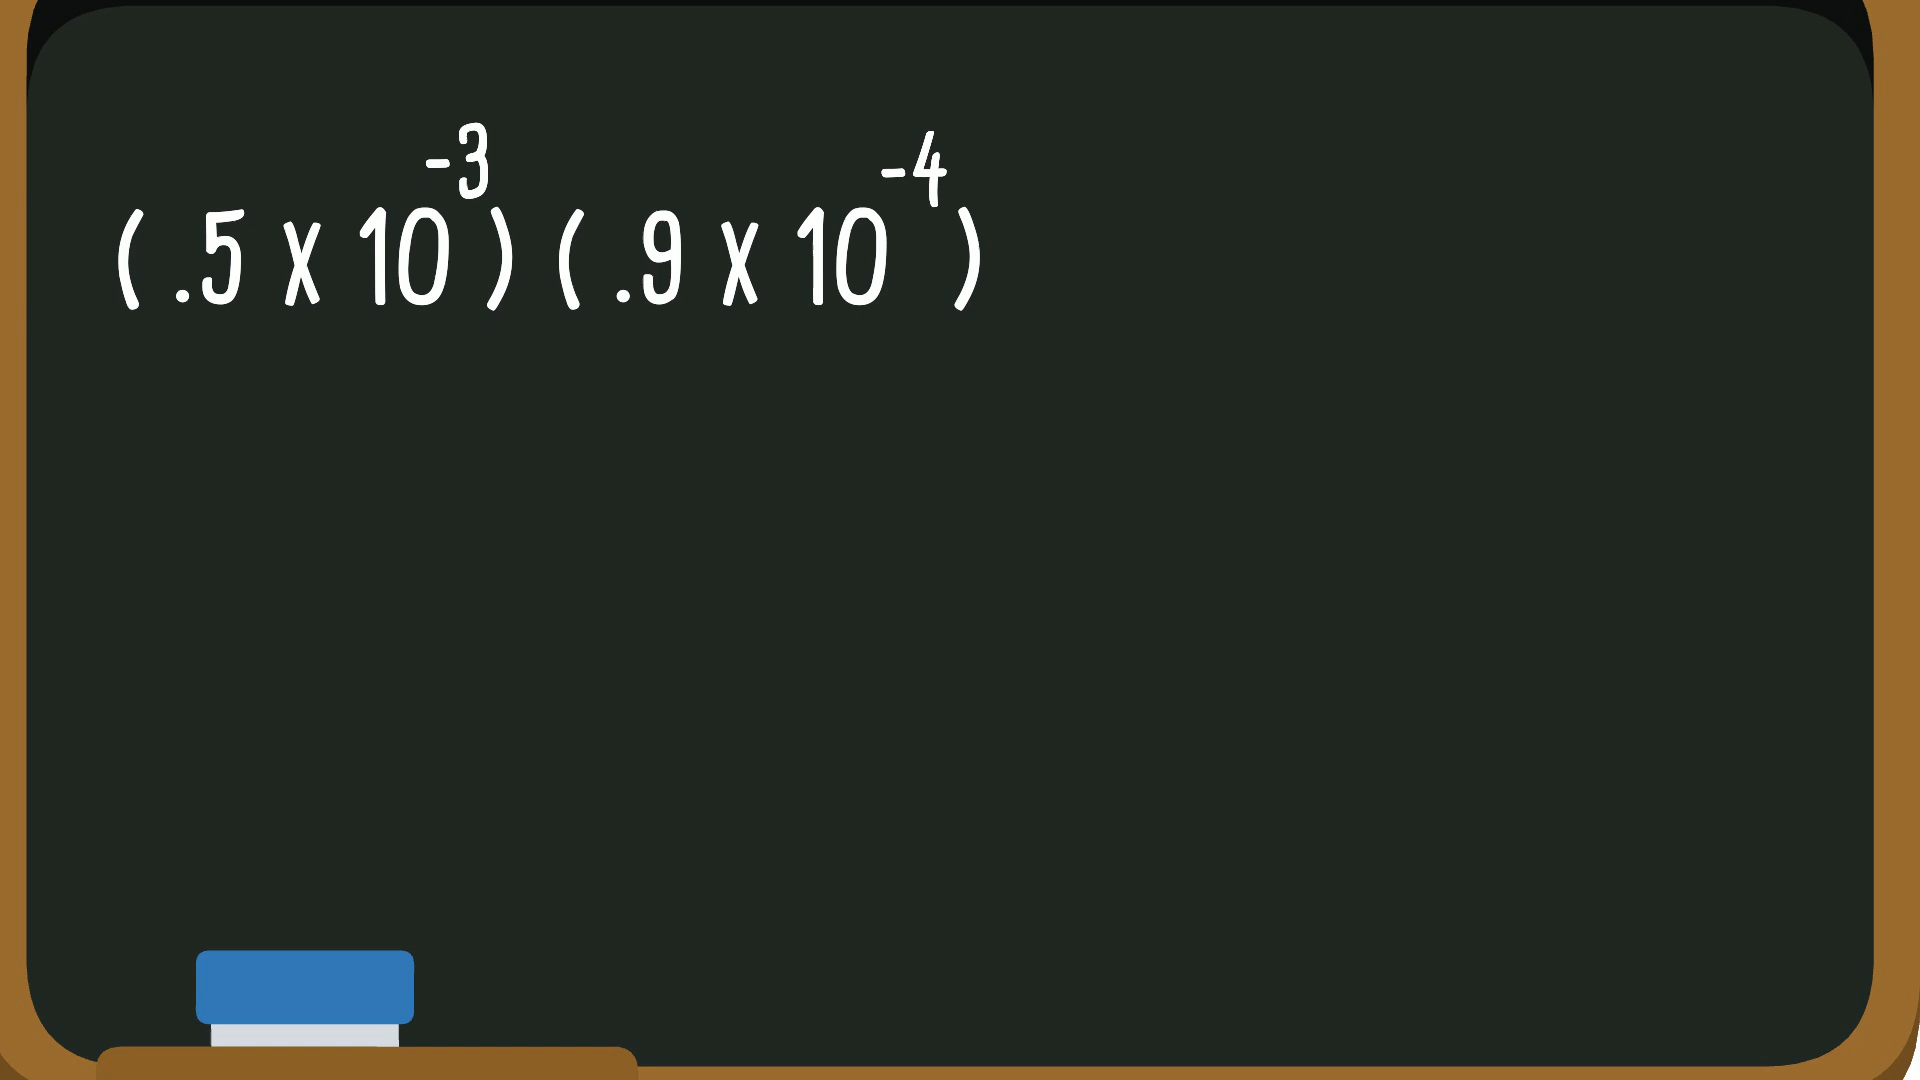 ( .5 x 10⁻³ ) ( .9 x 10⁻⁴ )